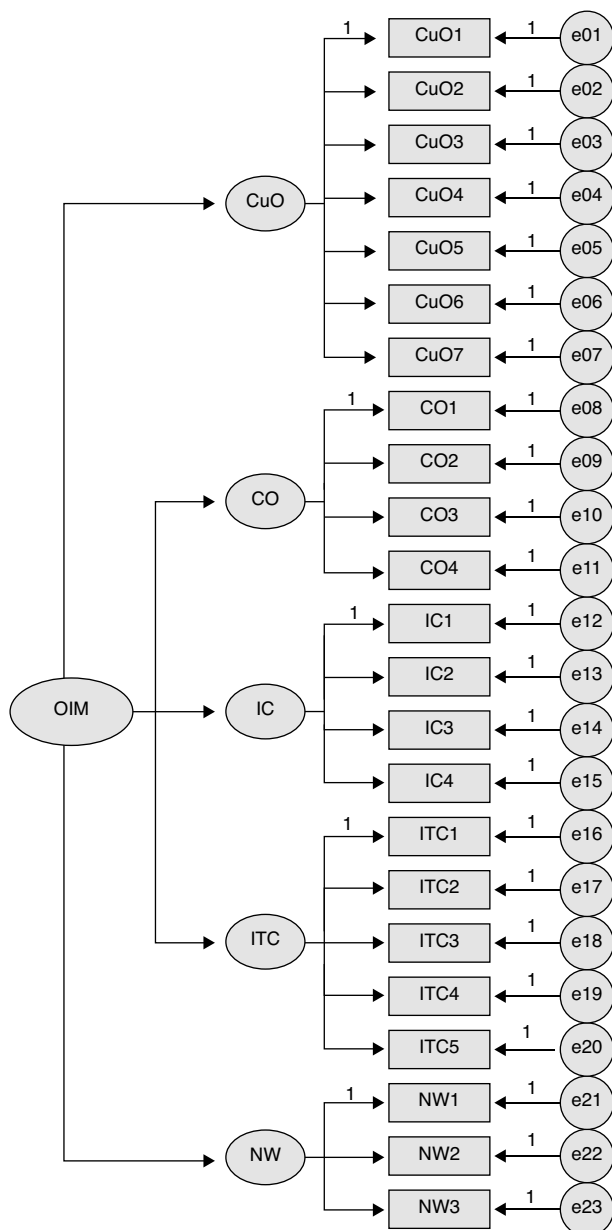 1 CuO1 1 e01
CuO2 1 e02
CuO3 1 e03
CuO CuO4 1 e04
CuO5 1 e05
CuO6 1 e06
CuO7 1 e07
1 CO1 1 e08
CO2 1 e09
CO
CO3 1 e10
CO4 1 e11
1 IC1 1 e12
IC2 1 e13
OIM IC
IC3 1 e14
IC4 1 e15
1 ITC1 1 e16
ITC2 1 e17
ITC ITC3 1 e18
ITC4 1 e19
ITC5 1 e20
1 NW1 1 e21
NW NW2 1 e22
NW3 1 e23